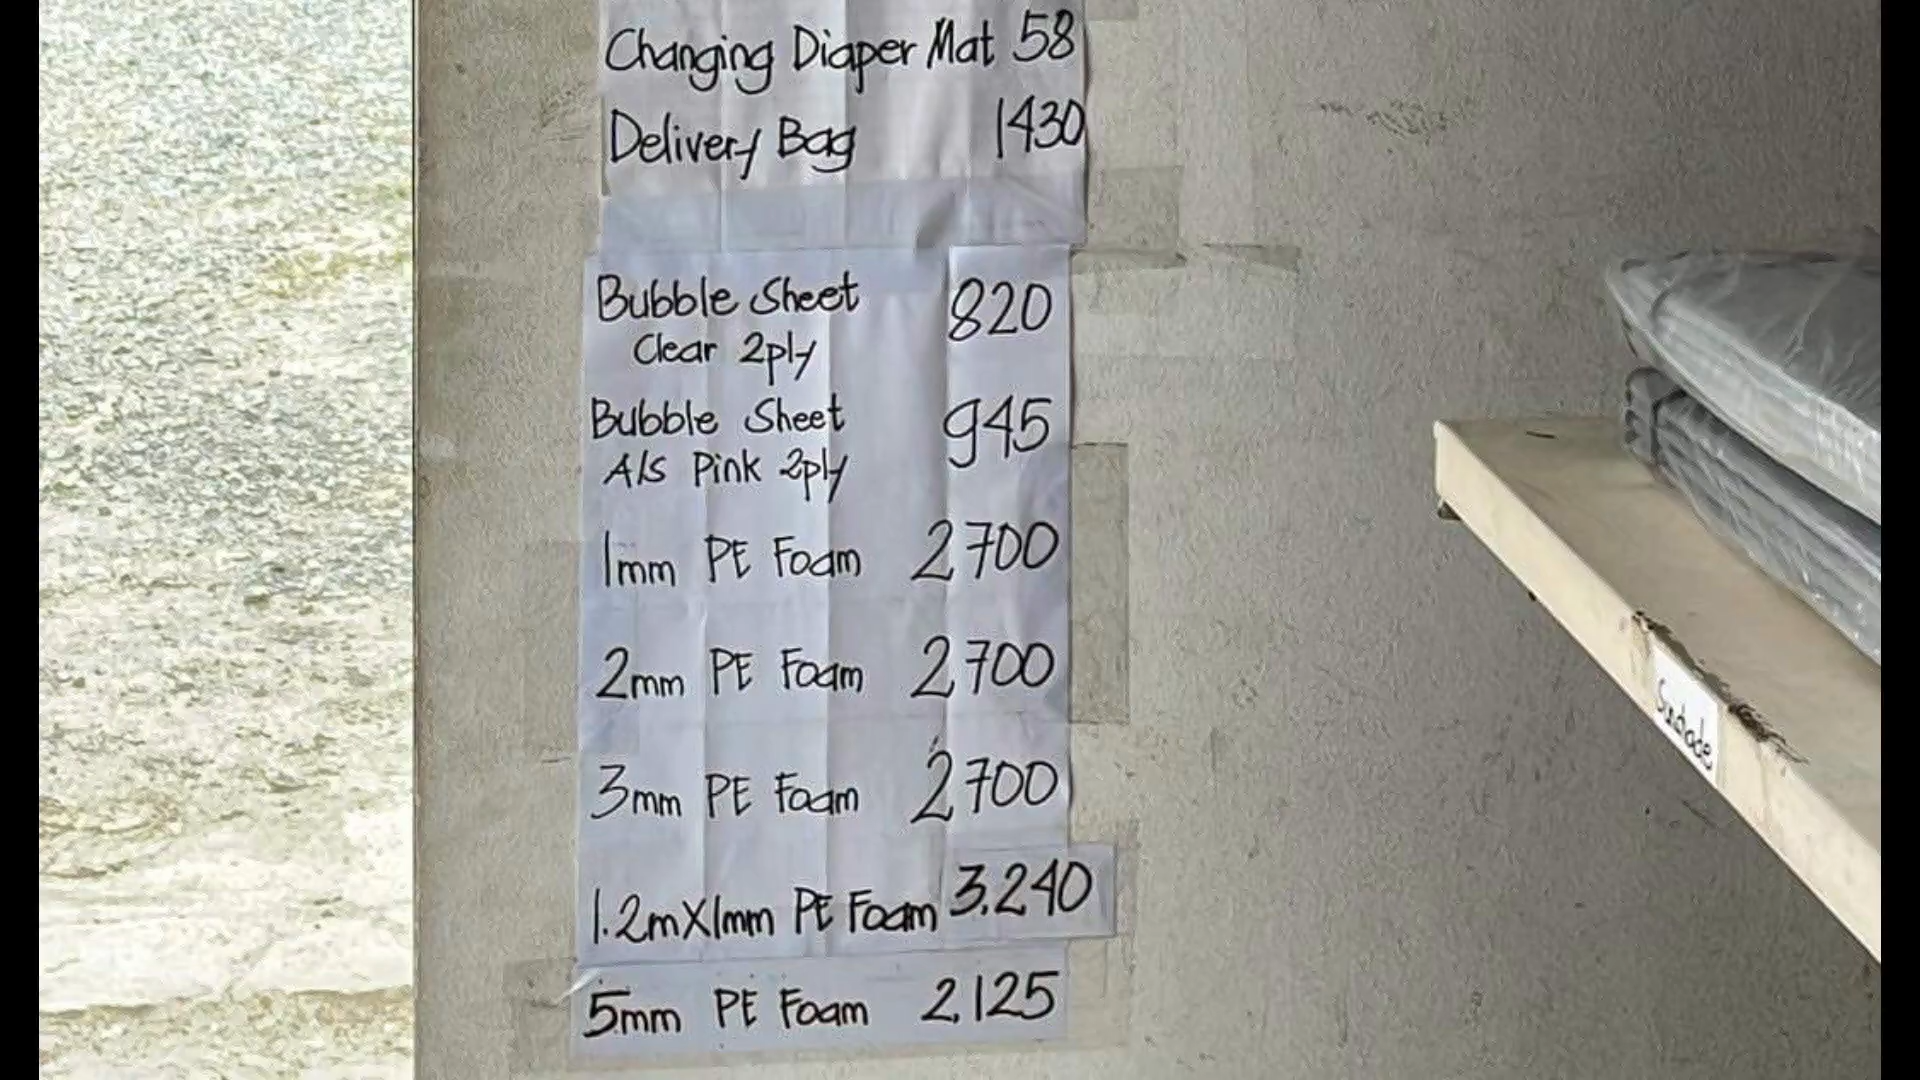 Changing Diaper Mat 58
Delivery Bag 1430
Bubble Sheet 820
Clear 2ply
Bubble Sheet 945
A/S Pink 2ply
1mm PE Foam 2,700
2mm PE Foam 2,700
3mm PE Foam 2,700
1.2mX1mm PE Foam 3.240
5mm PE Foam 2,125
Sunshade